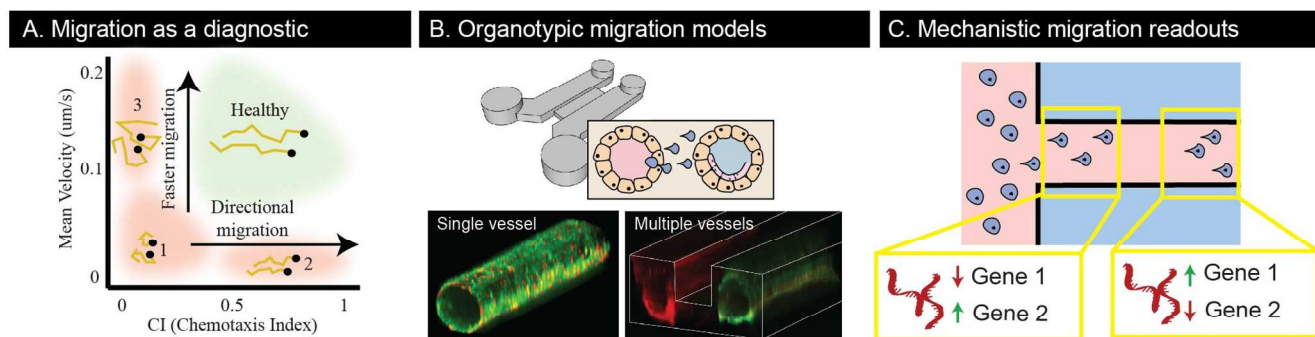 A. Migration as a diagnostic
Mean Velocity (um/s)
0.2
0.1
0
3
Faster migration
Healthy
Directional
migration
1
2
0
0.5
1
CI (Chemotaxis Index)
B. Organotypic migration models
Single vessel
Multiple vessels
C. Mechanistic migration readouts
Gene 1
Gene 2
Gene 1
Gene 2